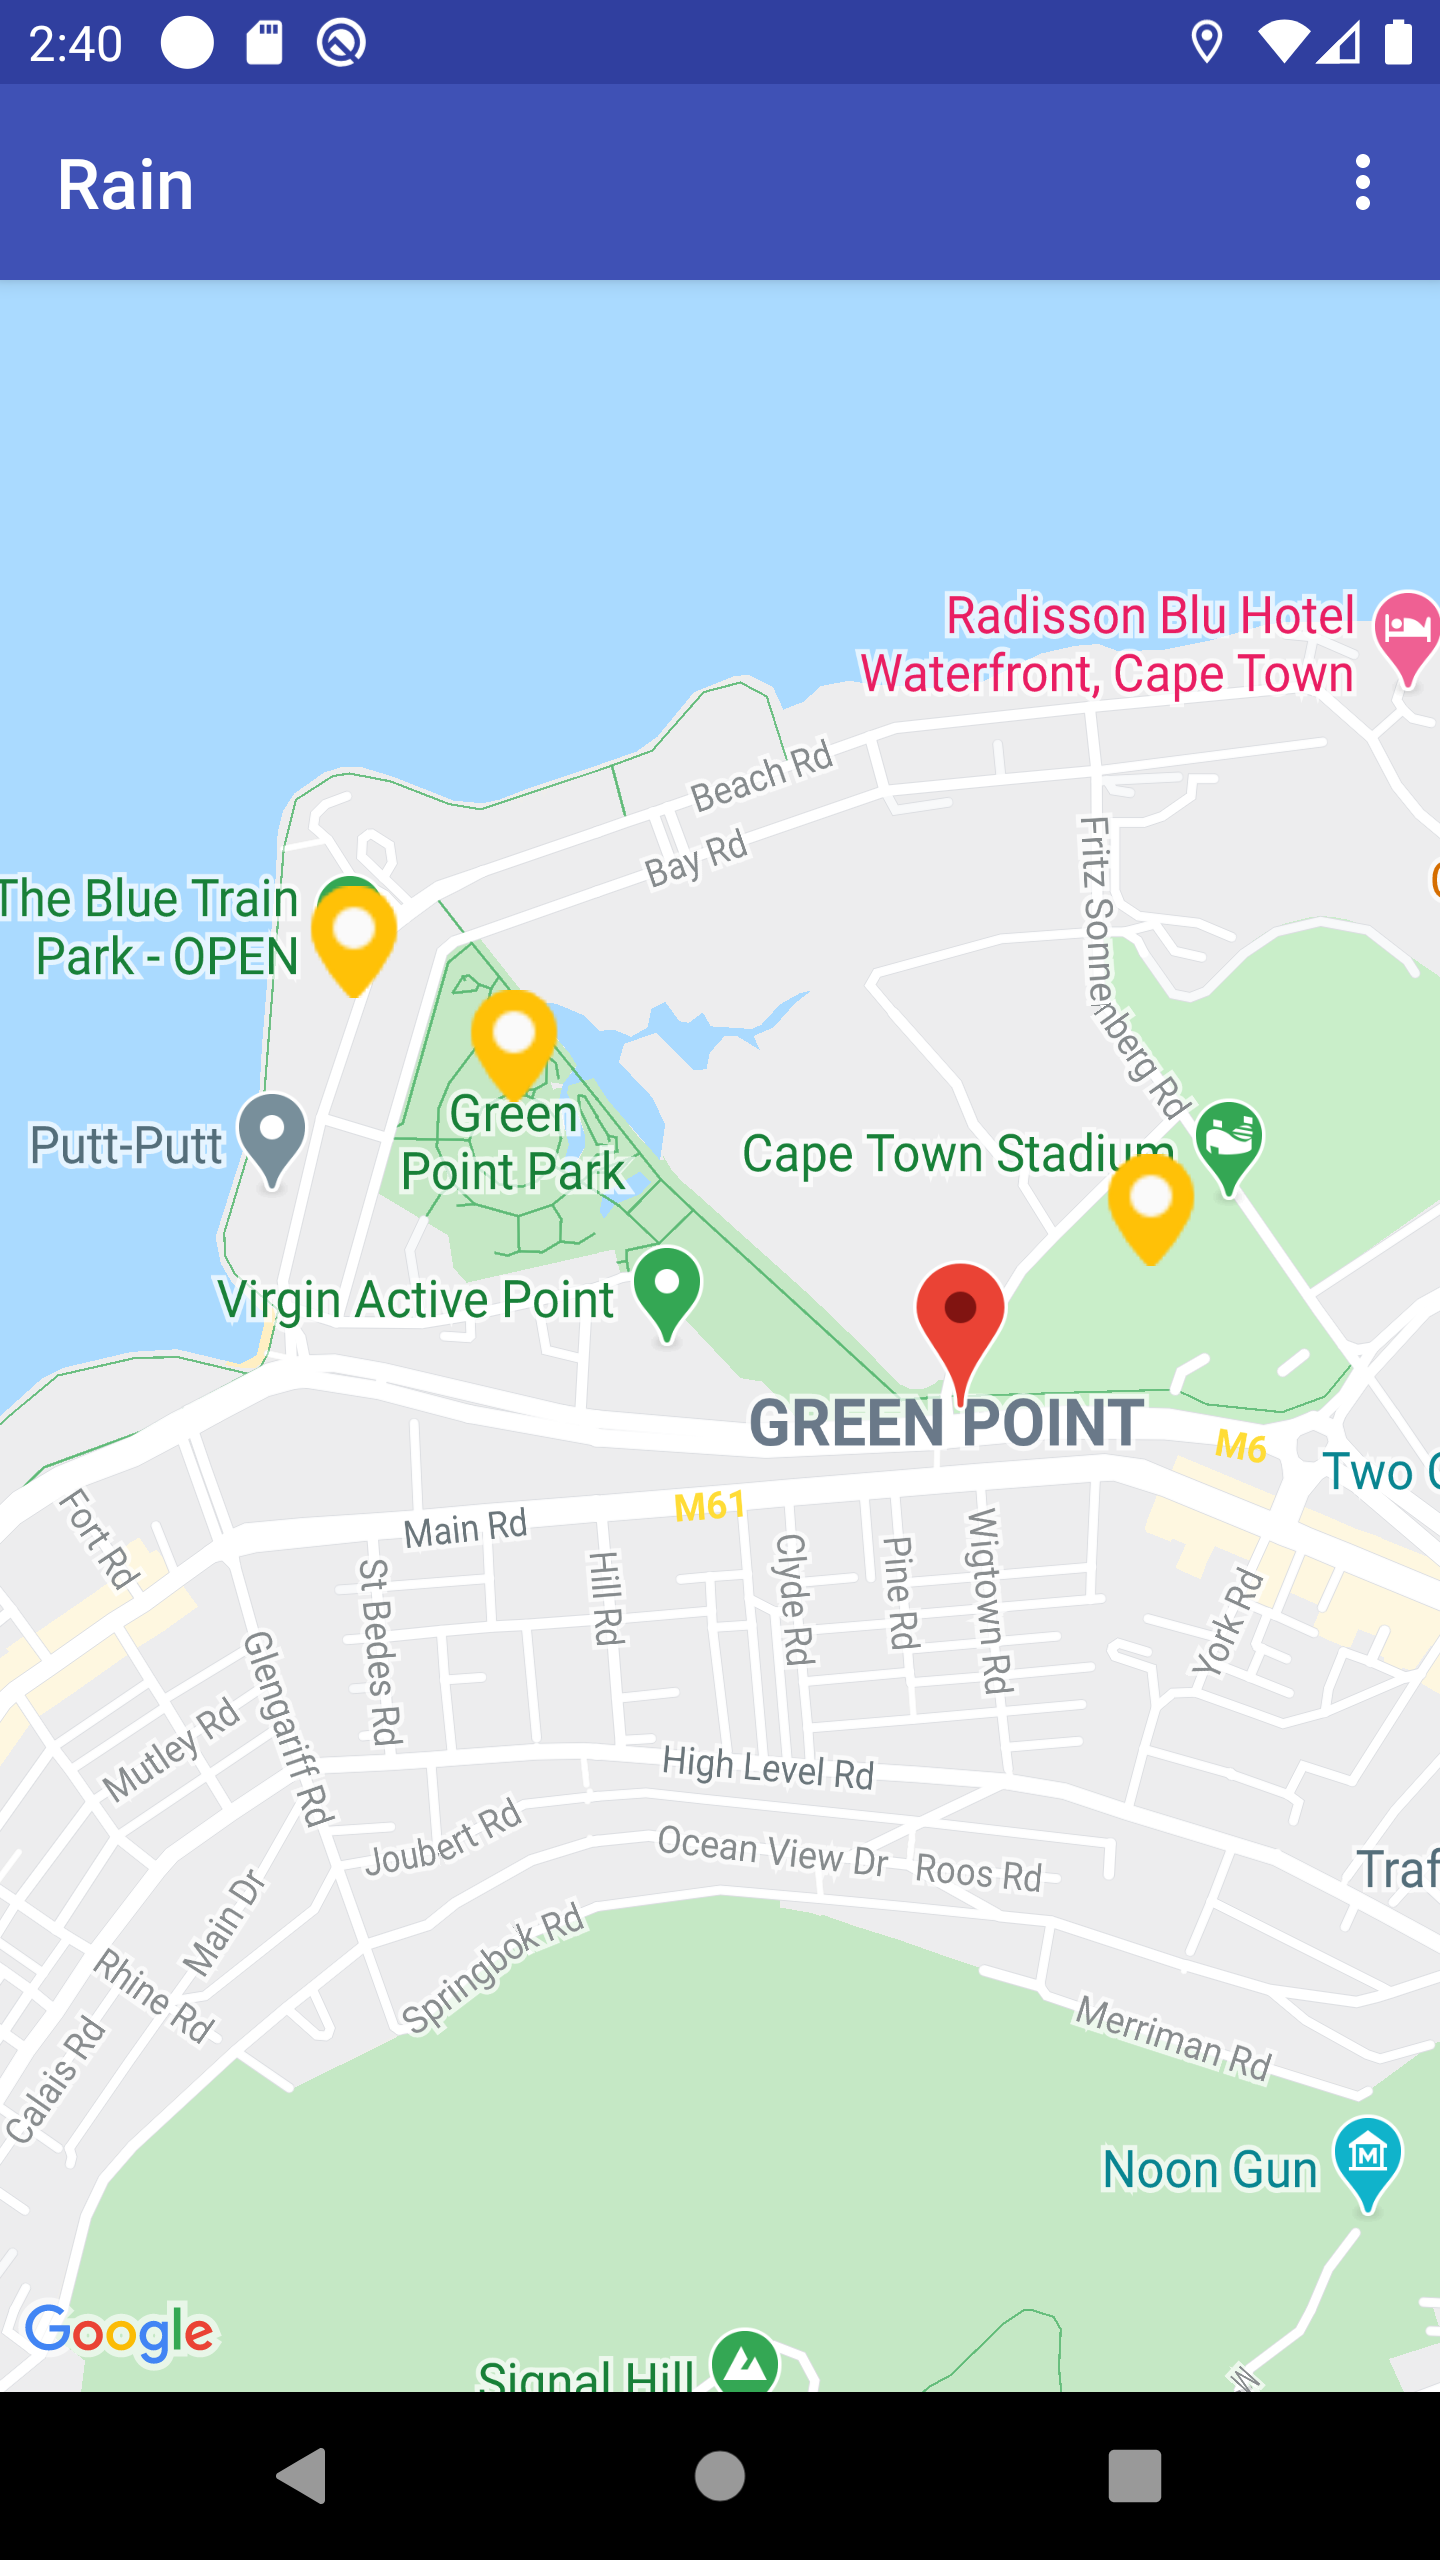 2:40
Rain
Radisson Blu Hotel
Waterfront, Cape Town
Beach Rd
Bay Rd
Fritz Sonnenberg Rd
The Blue Train
Park - OPEN
Green
Point Park
Putt-Putt
Cape Town Stadium
Virgin Active Point
GREEN POINT
M6
Two
M61
Main Rd
Fort Rd
St Bedes Rd
Hill Rd
Clyde Rd
Pine Rd
Wigtown Rd
York Rd
Glengariff Rd
Mutley Rd
High Level Rd
Joubert Rd
Ocean View Dr
Roos Rd
Traf
Main Dr
Springbok Rd
Rhine Rd
Calais Rd
Merriman Rd
Noon Gun
M
Google
Signal Hill